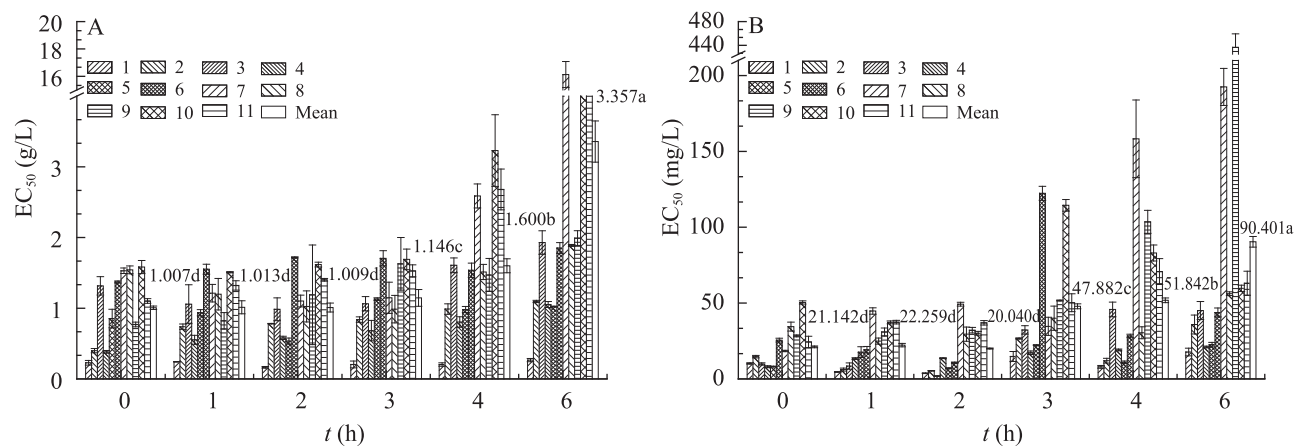 A
20
18
16
3
2
1
0
EC₅₀ (g/L)
1 2 3 4
5 6 7 8
9 10 11 Mean
1.007d 1.013d 1.009d 1.146c 1.600b 3.357a
0 1 2 3 4 6
t (h)
B
480
440
200
150
100
50
0
EC₅₀ (mg/L)
1 2 3 4
5 6 7 8
9 10 11 Mean
21.142d 22.259d 20.040d 47.882c 51.842b 90.401a
0 1 2 3 4 6
t (h)